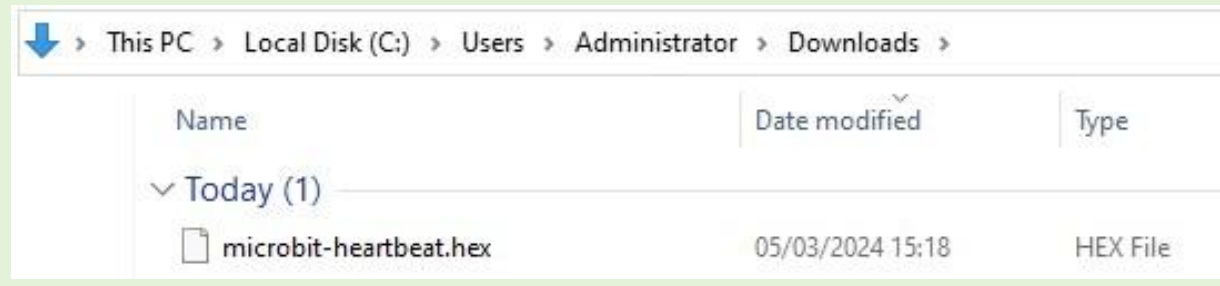 This PC > Local Disk (C:) > Users > Administrator > Downloads >
Name Date modified Type
Today (1)
microbit-heartbeat.hex 05/03/2024 15:18 HEX File